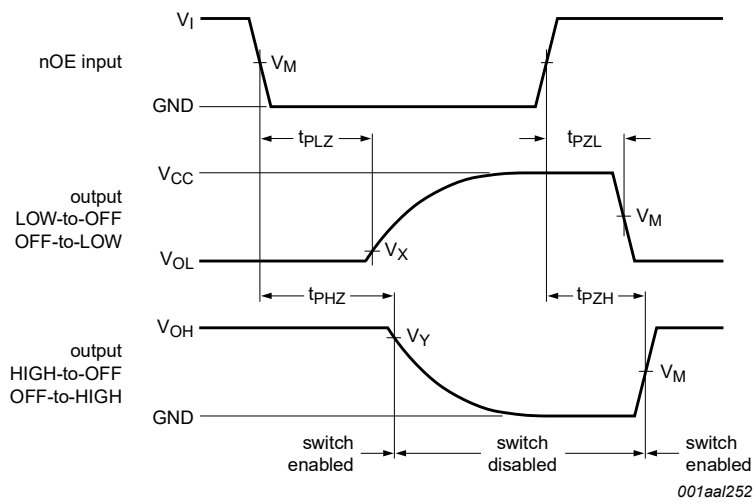 VI
nOE input
VM
GND
tPLZ
tPZL
VCC
output
LOW-to-OFF
OFF-to-LOW
VM
VX
VOL
tPHZ
tPZH
VOH
VY
output
HIGH-to-OFF
OFF-to-HIGH
VM
GND
switch
enabled
switch
disabled
switch
enabled
001aal252